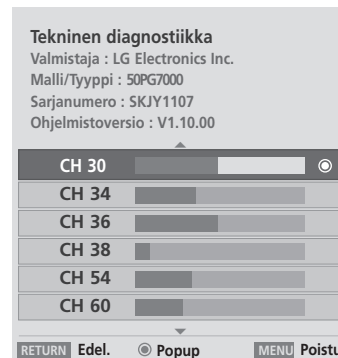 Tekninen diagnostiikka
Valmistaja : LG Electronics Inc.
Malli/Tyyppi : 50PG7000
Sarjanumero : SKJY1107
Ohjelmistoversio : V1.10.00
CH 30
CH 34
CH 36
CH 38
CH 54
CH 60
RETURN Edel. Popup MENU Poistu